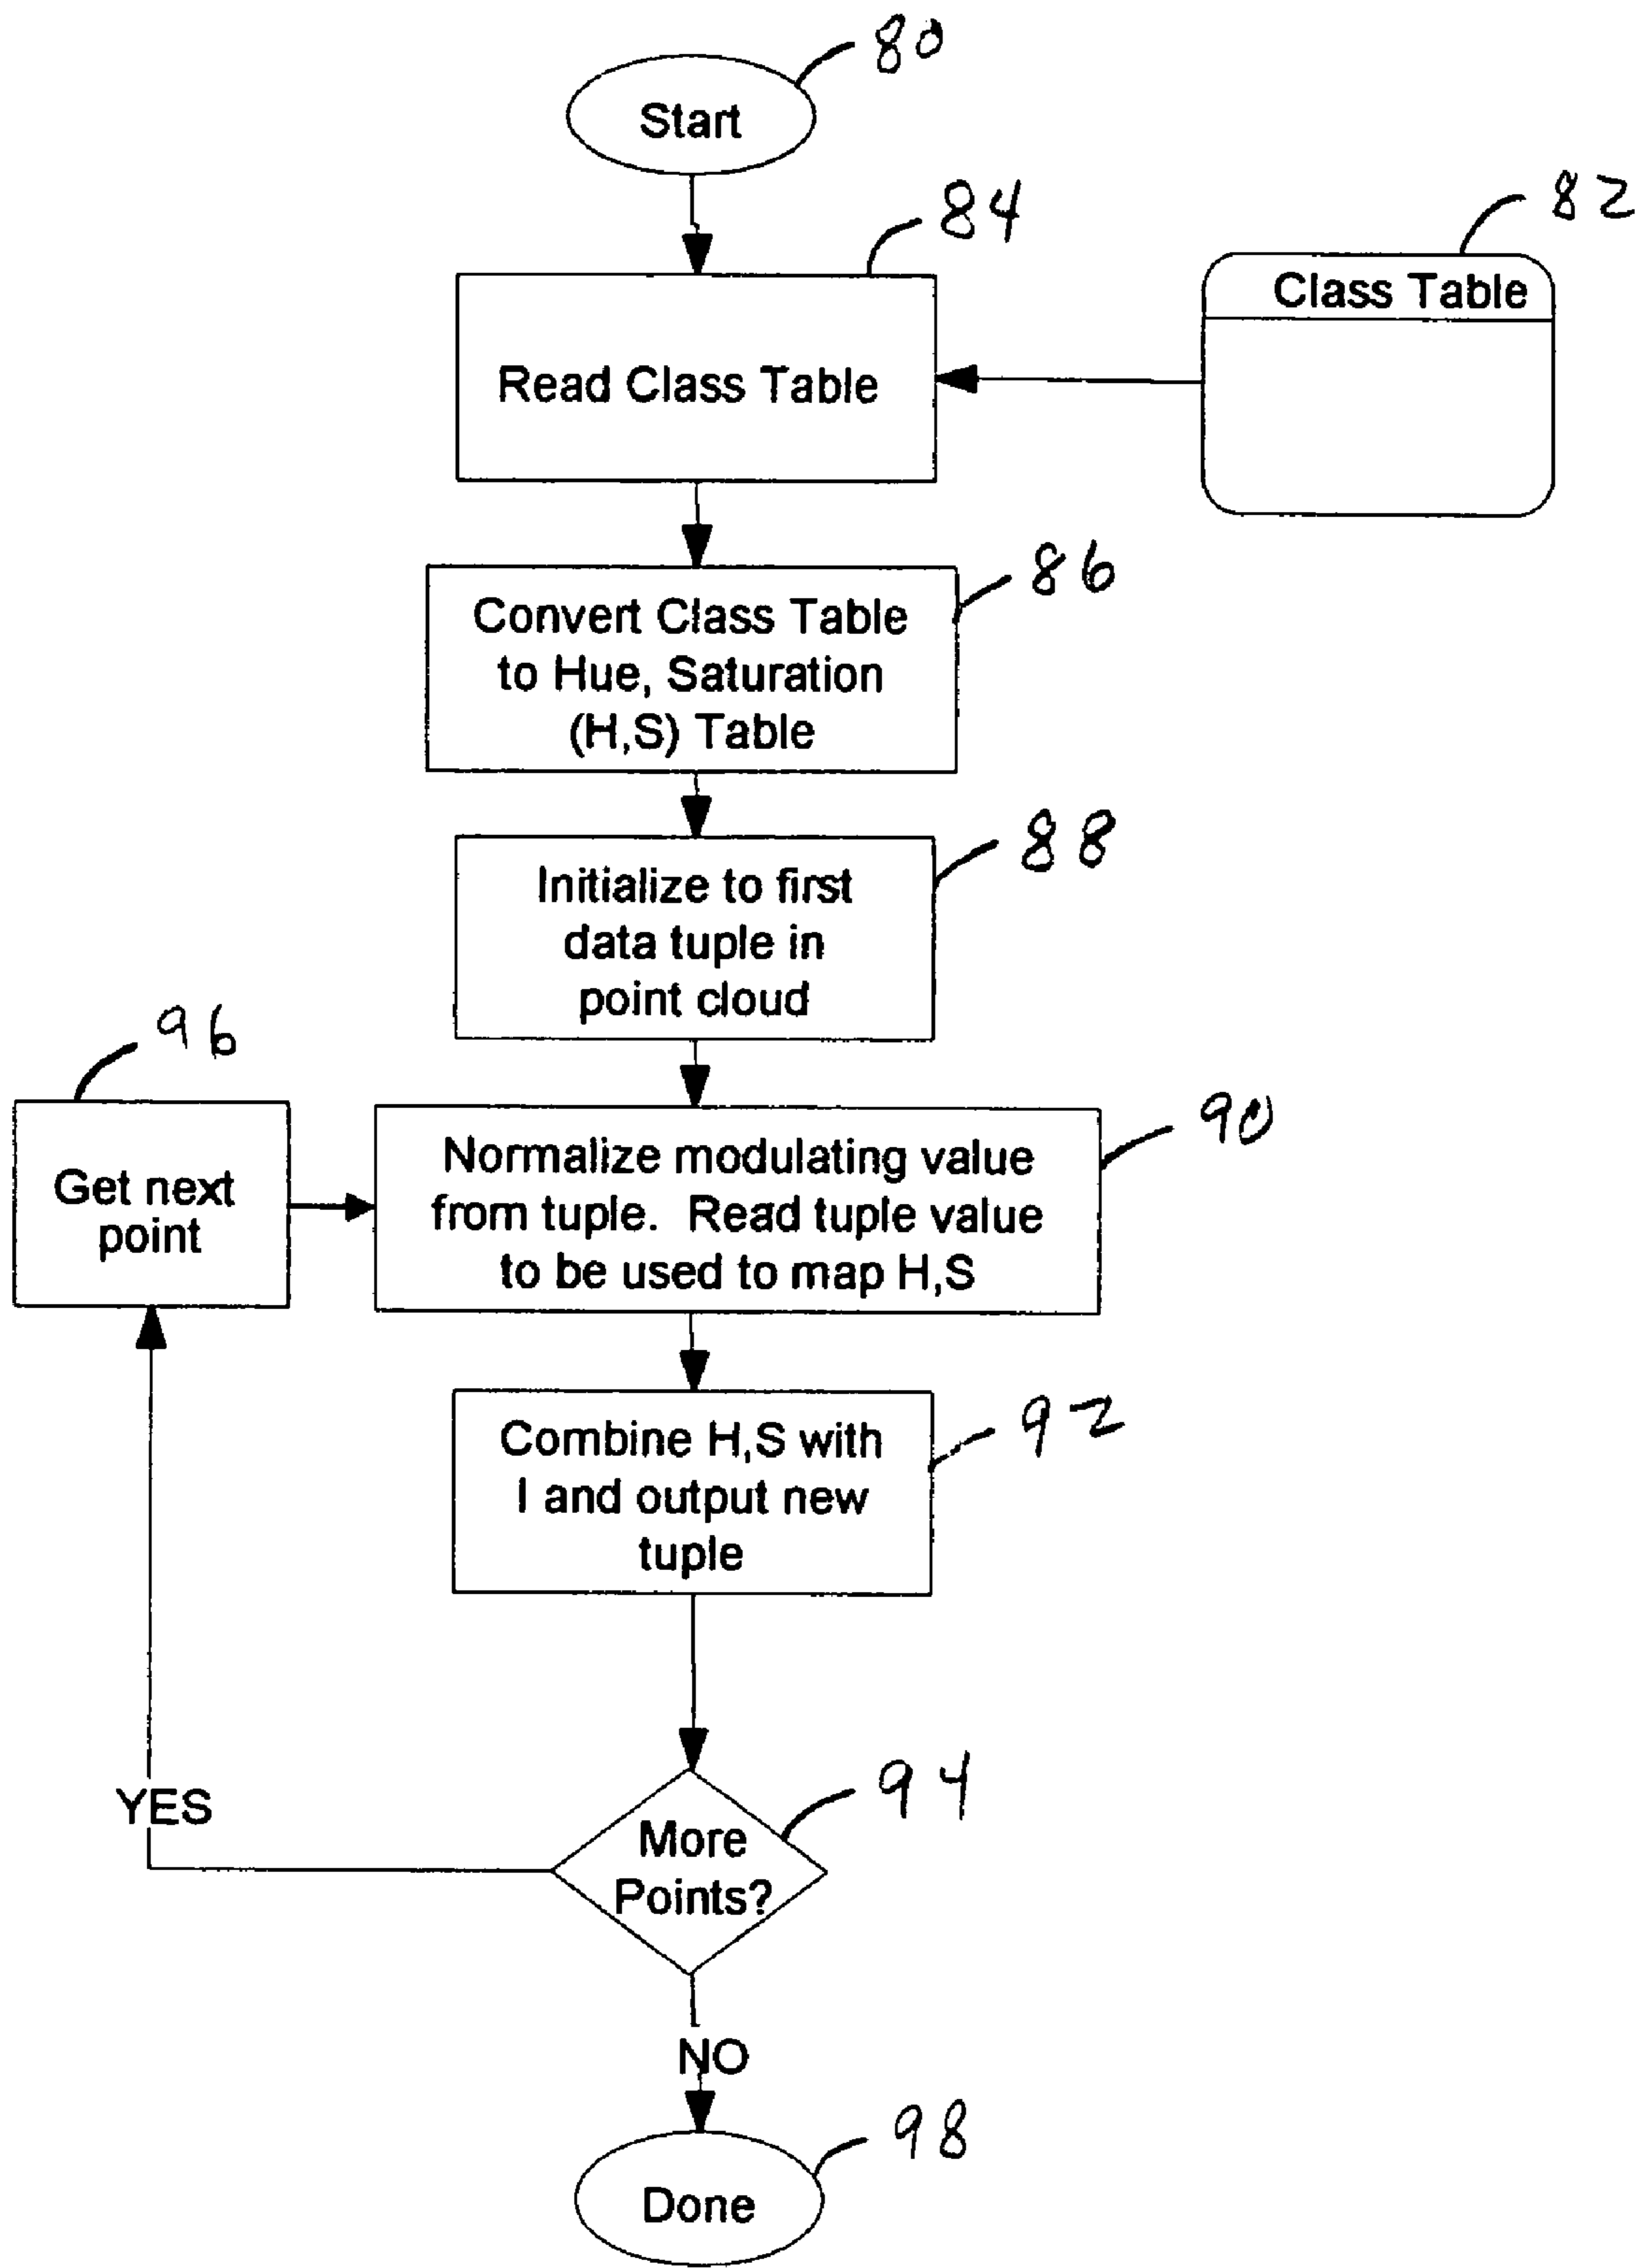 80
Start
84
82
Class Table
Read Class Table
86
Convert Class Table
to Hue, Saturation
(H,S) Table
88
Initialize to first
data tuple in
point cloud
96
90
Get next
point
Normalize modulating value
from tuple. Read tuple value
to be used to map H,S
92
Combine H,S with
I and output new
tuple
94
YES
More
Points?
NO
98
Done